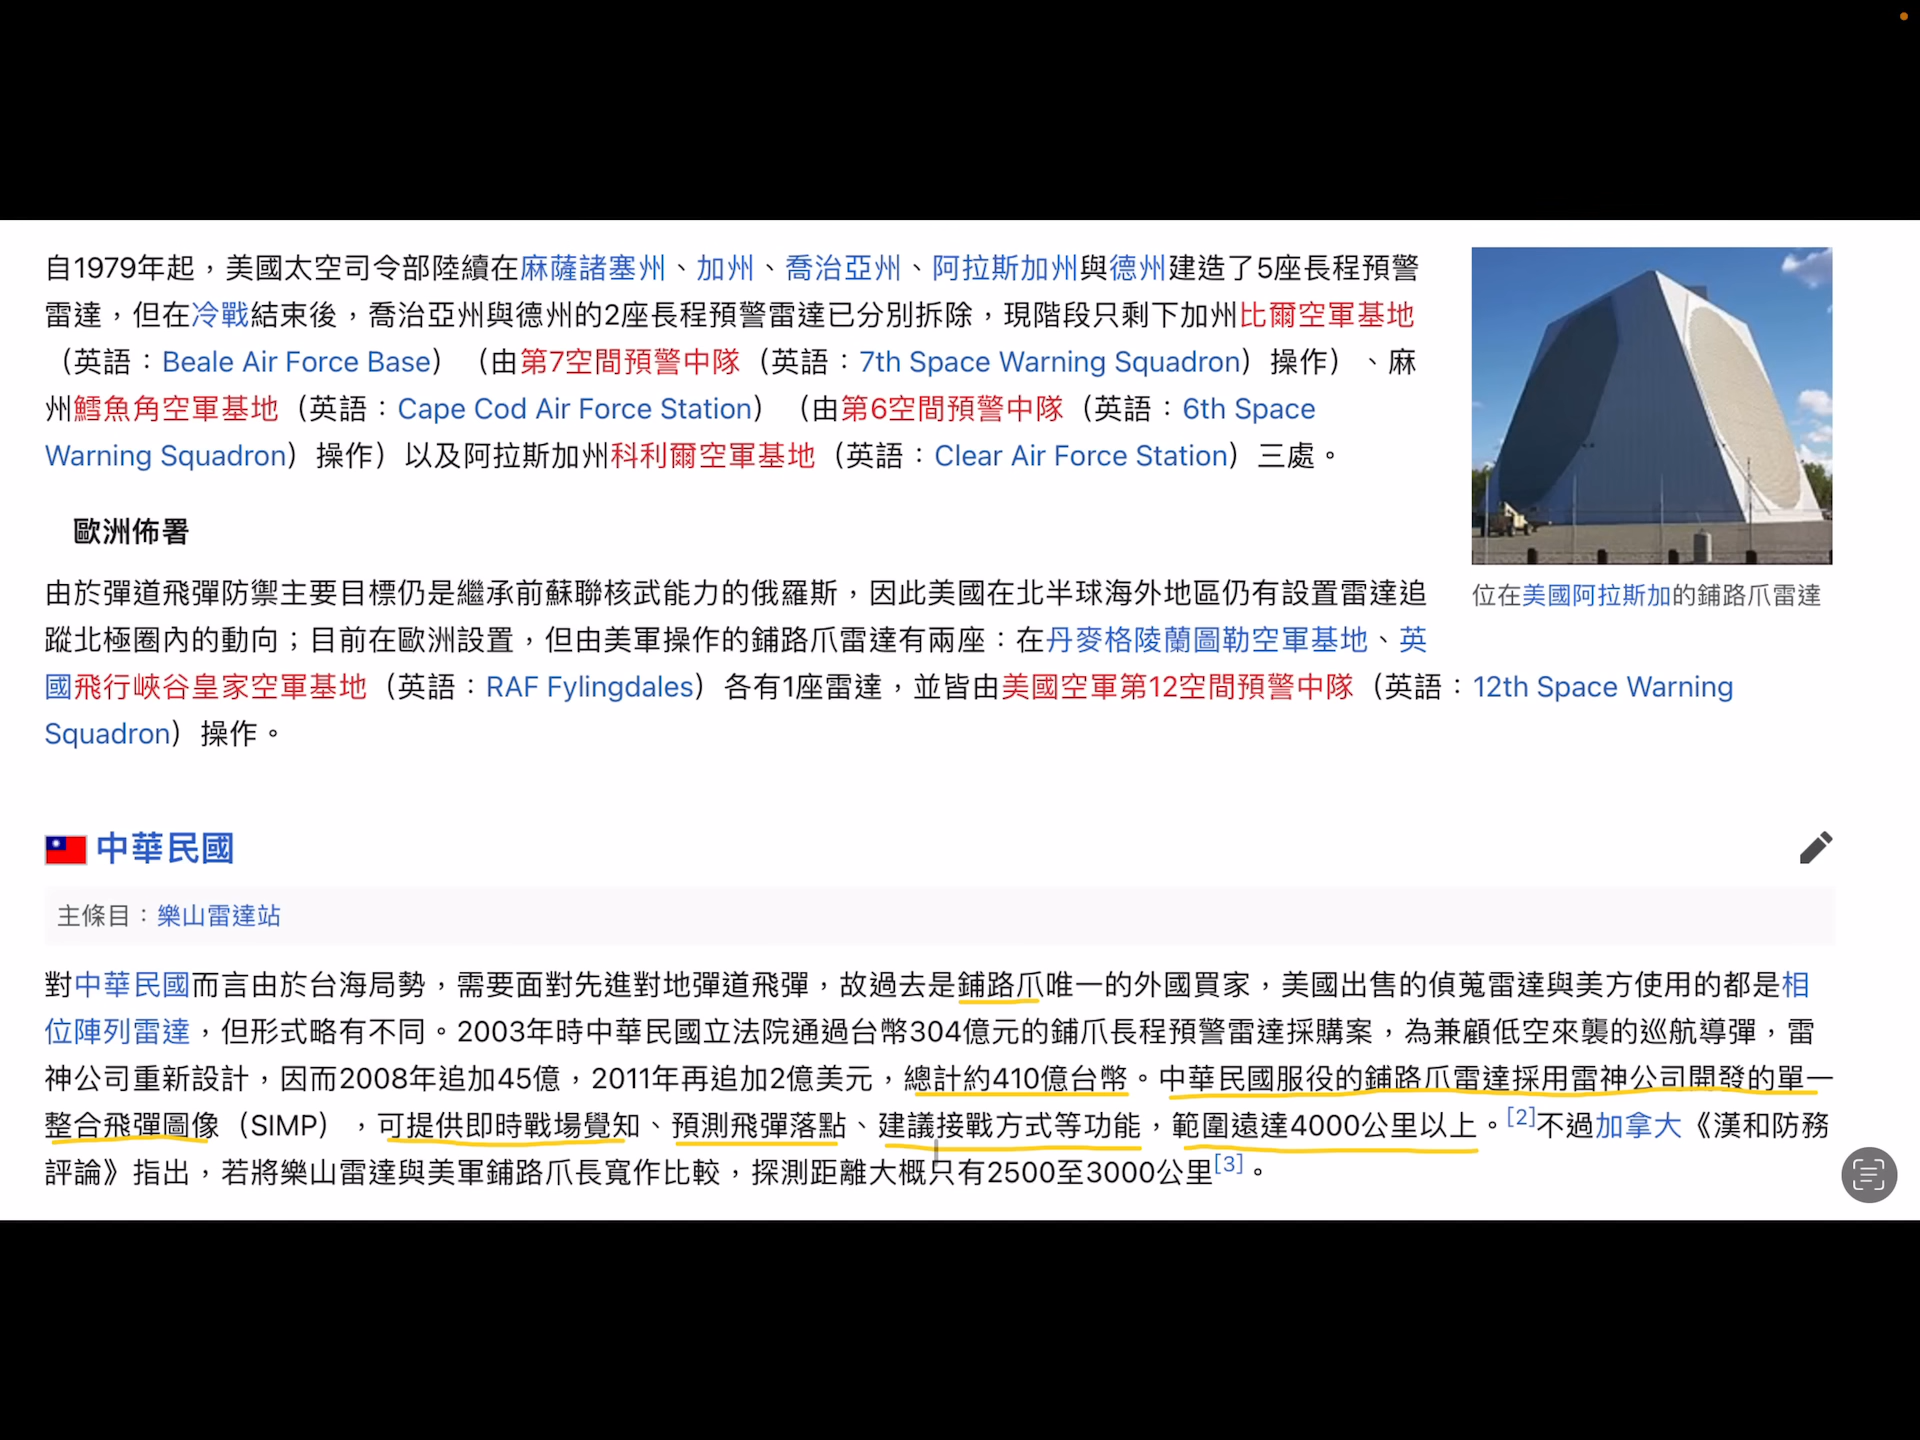 自1979年起，美國太空司令部陸續在麻薩諸塞州、加州、喬治亞州、阿拉斯加州與德州建造了5座長程預警
雷達，但在冷戰結束後，喬治亞州與德州的2座長程預警雷達已分別拆除，現階段只剩下加州比爾空軍基地
（英語：Beale Air Force Base）（由第7空間預警中隊（英語：7th Space Warning Squadron）操作）、麻
州鱈魚角空軍基地（英語：Cape Cod Air Force Station）（由第6空間預警中隊（英語：6th Space
Warning Squadron）操作）以及阿拉斯加州科利爾空軍基地（英語：Clear Air Force Station）三處。
位在美國阿拉斯加的鋪路爪雷達
歐洲佈署
由於彈道飛彈防禦主要目標仍是繼承前蘇聯核武能力的俄羅斯，因此美國在北半球海外地區仍有設置雷達追
蹤北極圈內的動向；目前在歐洲設置，但由美軍操作的鋪路爪雷達有兩座：在丹麥格陵蘭圖勒空軍基地、英
國飛行峽谷皇家空軍基地（英語：RAF Fylingdales）各有1座雷達，並皆由美國空軍第12空間預警中隊（英語：12th Space Warning
Squadron）操作。
中華民國
主條目：樂山雷達站
對中華民國而言由於台海局勢，需要面對先進對地彈道飛彈，故過去是鋪路爪唯一的外國買家，美國出售的偵蒐雷達與美方使用的都是相
位陣列雷達，但形式略有不同。2003年時中華民國立法院通過台幣304億元的鋪爪長程預警雷達採購案，為兼顧低空來襲的巡航導彈，雷
神公司重新設計，因而2008年追加45億，2011年再追加2億美元，總計約410億台幣。中華民國服役的鋪路爪雷達採用雷神公司開發的單一
整合飛彈圖像（SIMP），可提供即時戰場覺知、預測飛彈落點、建議接戰方式等功能，範圍遠達4000公里以上。[2]不過加拿大《漢和防務
評論》指出，若將樂山雷達與美軍鋪路爪長寬作比較，探測距離大概只有2500至3000公里[3]。